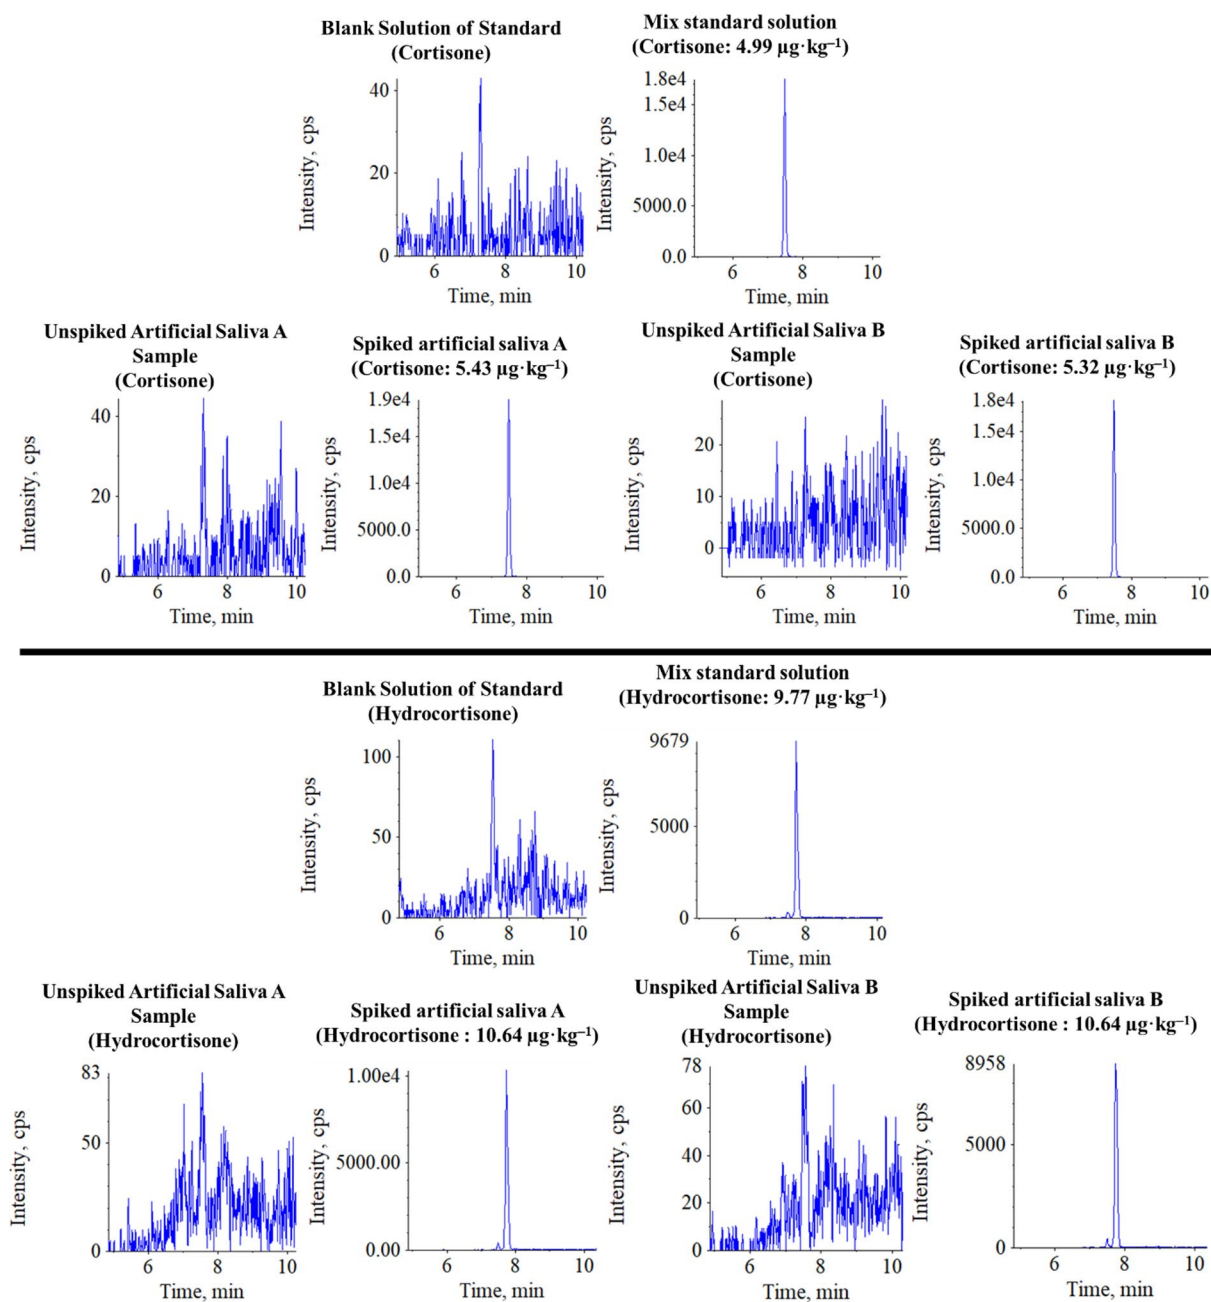 Blank Solution of Standard
(Cortisone)
40
20
0
Intensity, cps
6 8 10
Time, min
Mix standard solution
(Cortisone: 4.99 µg·kg⁻¹)
1.8e4
1.5e4
1.0e4
5000.0
0.0
Intensity, cps
6 8 10
Time, min
Unspiked Artificial Saliva A
Sample
(Cortisone)
40
20
0
Intensity, cps
6 8 10
Time, min
Spiked artificial saliva A
(Cortisone: 5.43 µg·kg⁻¹)
1.9e4
1.5e4
1.0e4
5000.0
0.0
Intensity, cps
6 8 10
Time, min
Unspiked Artificial Saliva B
Sample
(Cortisone)
20
10
0
Intensity, cps
6 8 10
Time, min
Spiked artificial saliva B
(Cortisone: 5.32 µg·kg⁻¹)
1.8e4
1.5e4
1.0e4
5000.0
0.0
Intensity, cps
6 8 10
Time, min
Blank Solution of Standard
(Hydrocortisone)
100
50
0
Intensity, cps
6 8 10
Time, min
Mix standard solution
(Hydrocortisone: 9.77 µg·kg⁻¹)
9679
5000
0
Intensity, cps
6 8 10
Time, min
Unspiked Artificial Saliva A
Sample
(Hydrocortisone)
83
50
0
Intensity, cps
6 8 10
Time, min
Spiked artificial saliva A
(Hydrocortisone : 10.64 µg·kg⁻¹)
1.00e4
5000.00
0.00
Intensity, cps
6 8 10
Time, min
Unspiked Artificial Saliva B
Sample
(Hydrocortisone)
78
60
40
20
0
Intensity, cps
6 8 10
Time, min
Spiked artificial saliva B
(Hydrocortisone : 10.64 µg·kg⁻¹)
8958
5000
0
Intensity, cps
6 8 10
Time, min